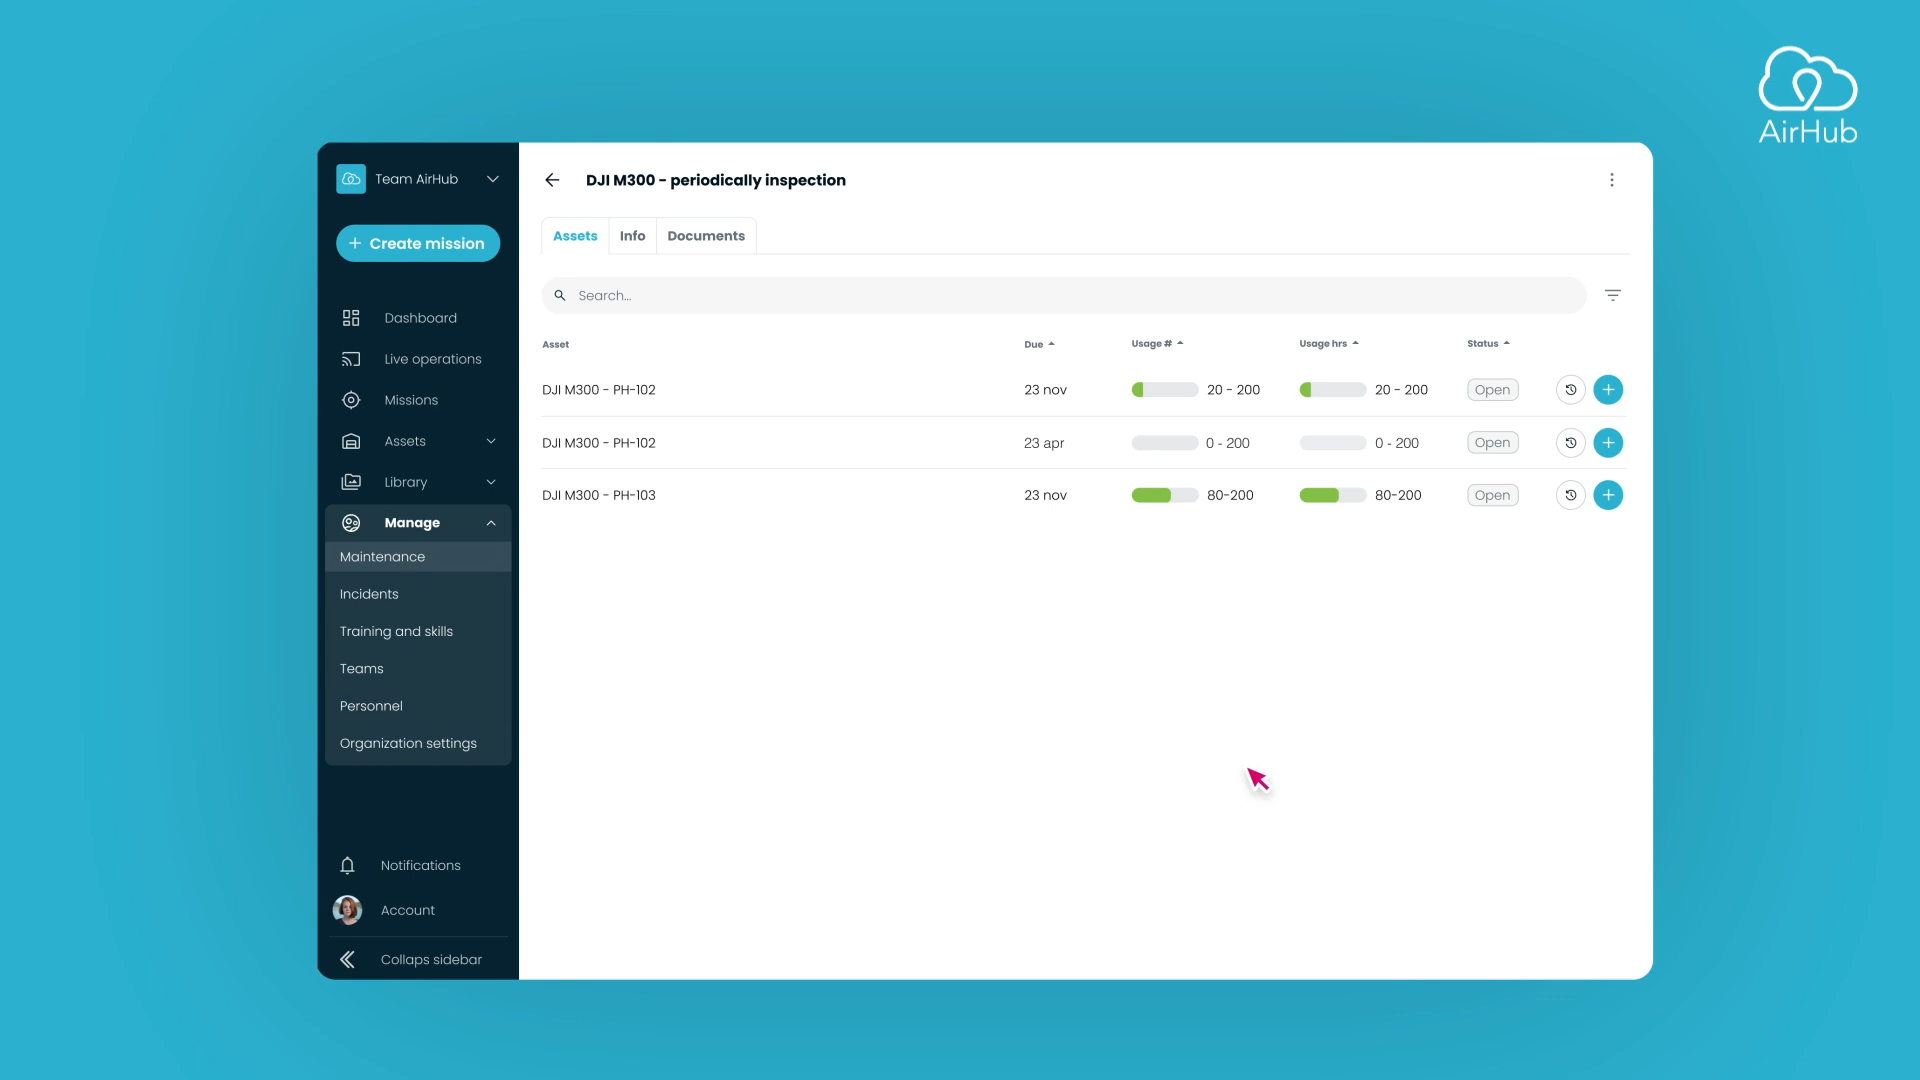 AirHub
Team AirHub
+ Create mission
Dashboard
Live operations
Missions
Assets
Library
Manage
Maintenance
Incidents
Training and skills
Teams
Personnel
Organization settings
Notifications
Account
Collaps sidebar
DJI M300 - periodically inspection
Assets Info Documents
Search...
Asset Due Usage # Usage hrs Status
DJI M300 - PH-102 23 nov 20 - 200 20 - 200 Open
DJI M300 - PH-102 23 apr 0 - 200 0 - 200 Open
DJI M300 - PH-103 23 nov 80-200 80-200 Open